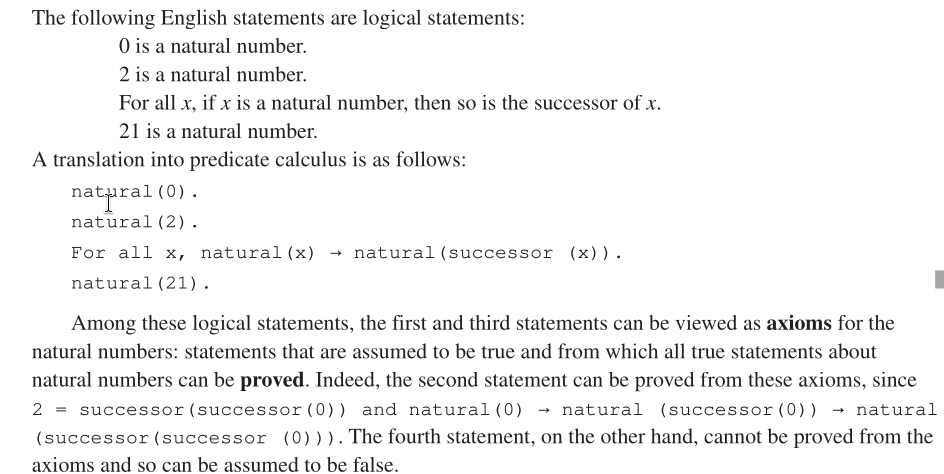 The following English statements are logical statements:
0 is a natural number.
2 is a natural number.
For all x, if x is a natural number, then so is the successor of x.
21 is a natural number.
A translation into predicate calculus is as follows:
natural(0).
natural(2).
For all x, natural(x) → natural(successor (x)).
natural(21).
Among these logical statements, the first and third statements can be viewed as axioms for the
natural numbers: statements that are assumed to be true and from which all true statements about
natural numbers can be proved. Indeed, the second statement can be proved from these axioms, since
2 = successor(successor(0)) and natural(0) → natural (successor(0)) → natural
(successor(successor (0))). The fourth statement, on the other hand, cannot be proved from the
axioms and so can be assumed to be false.